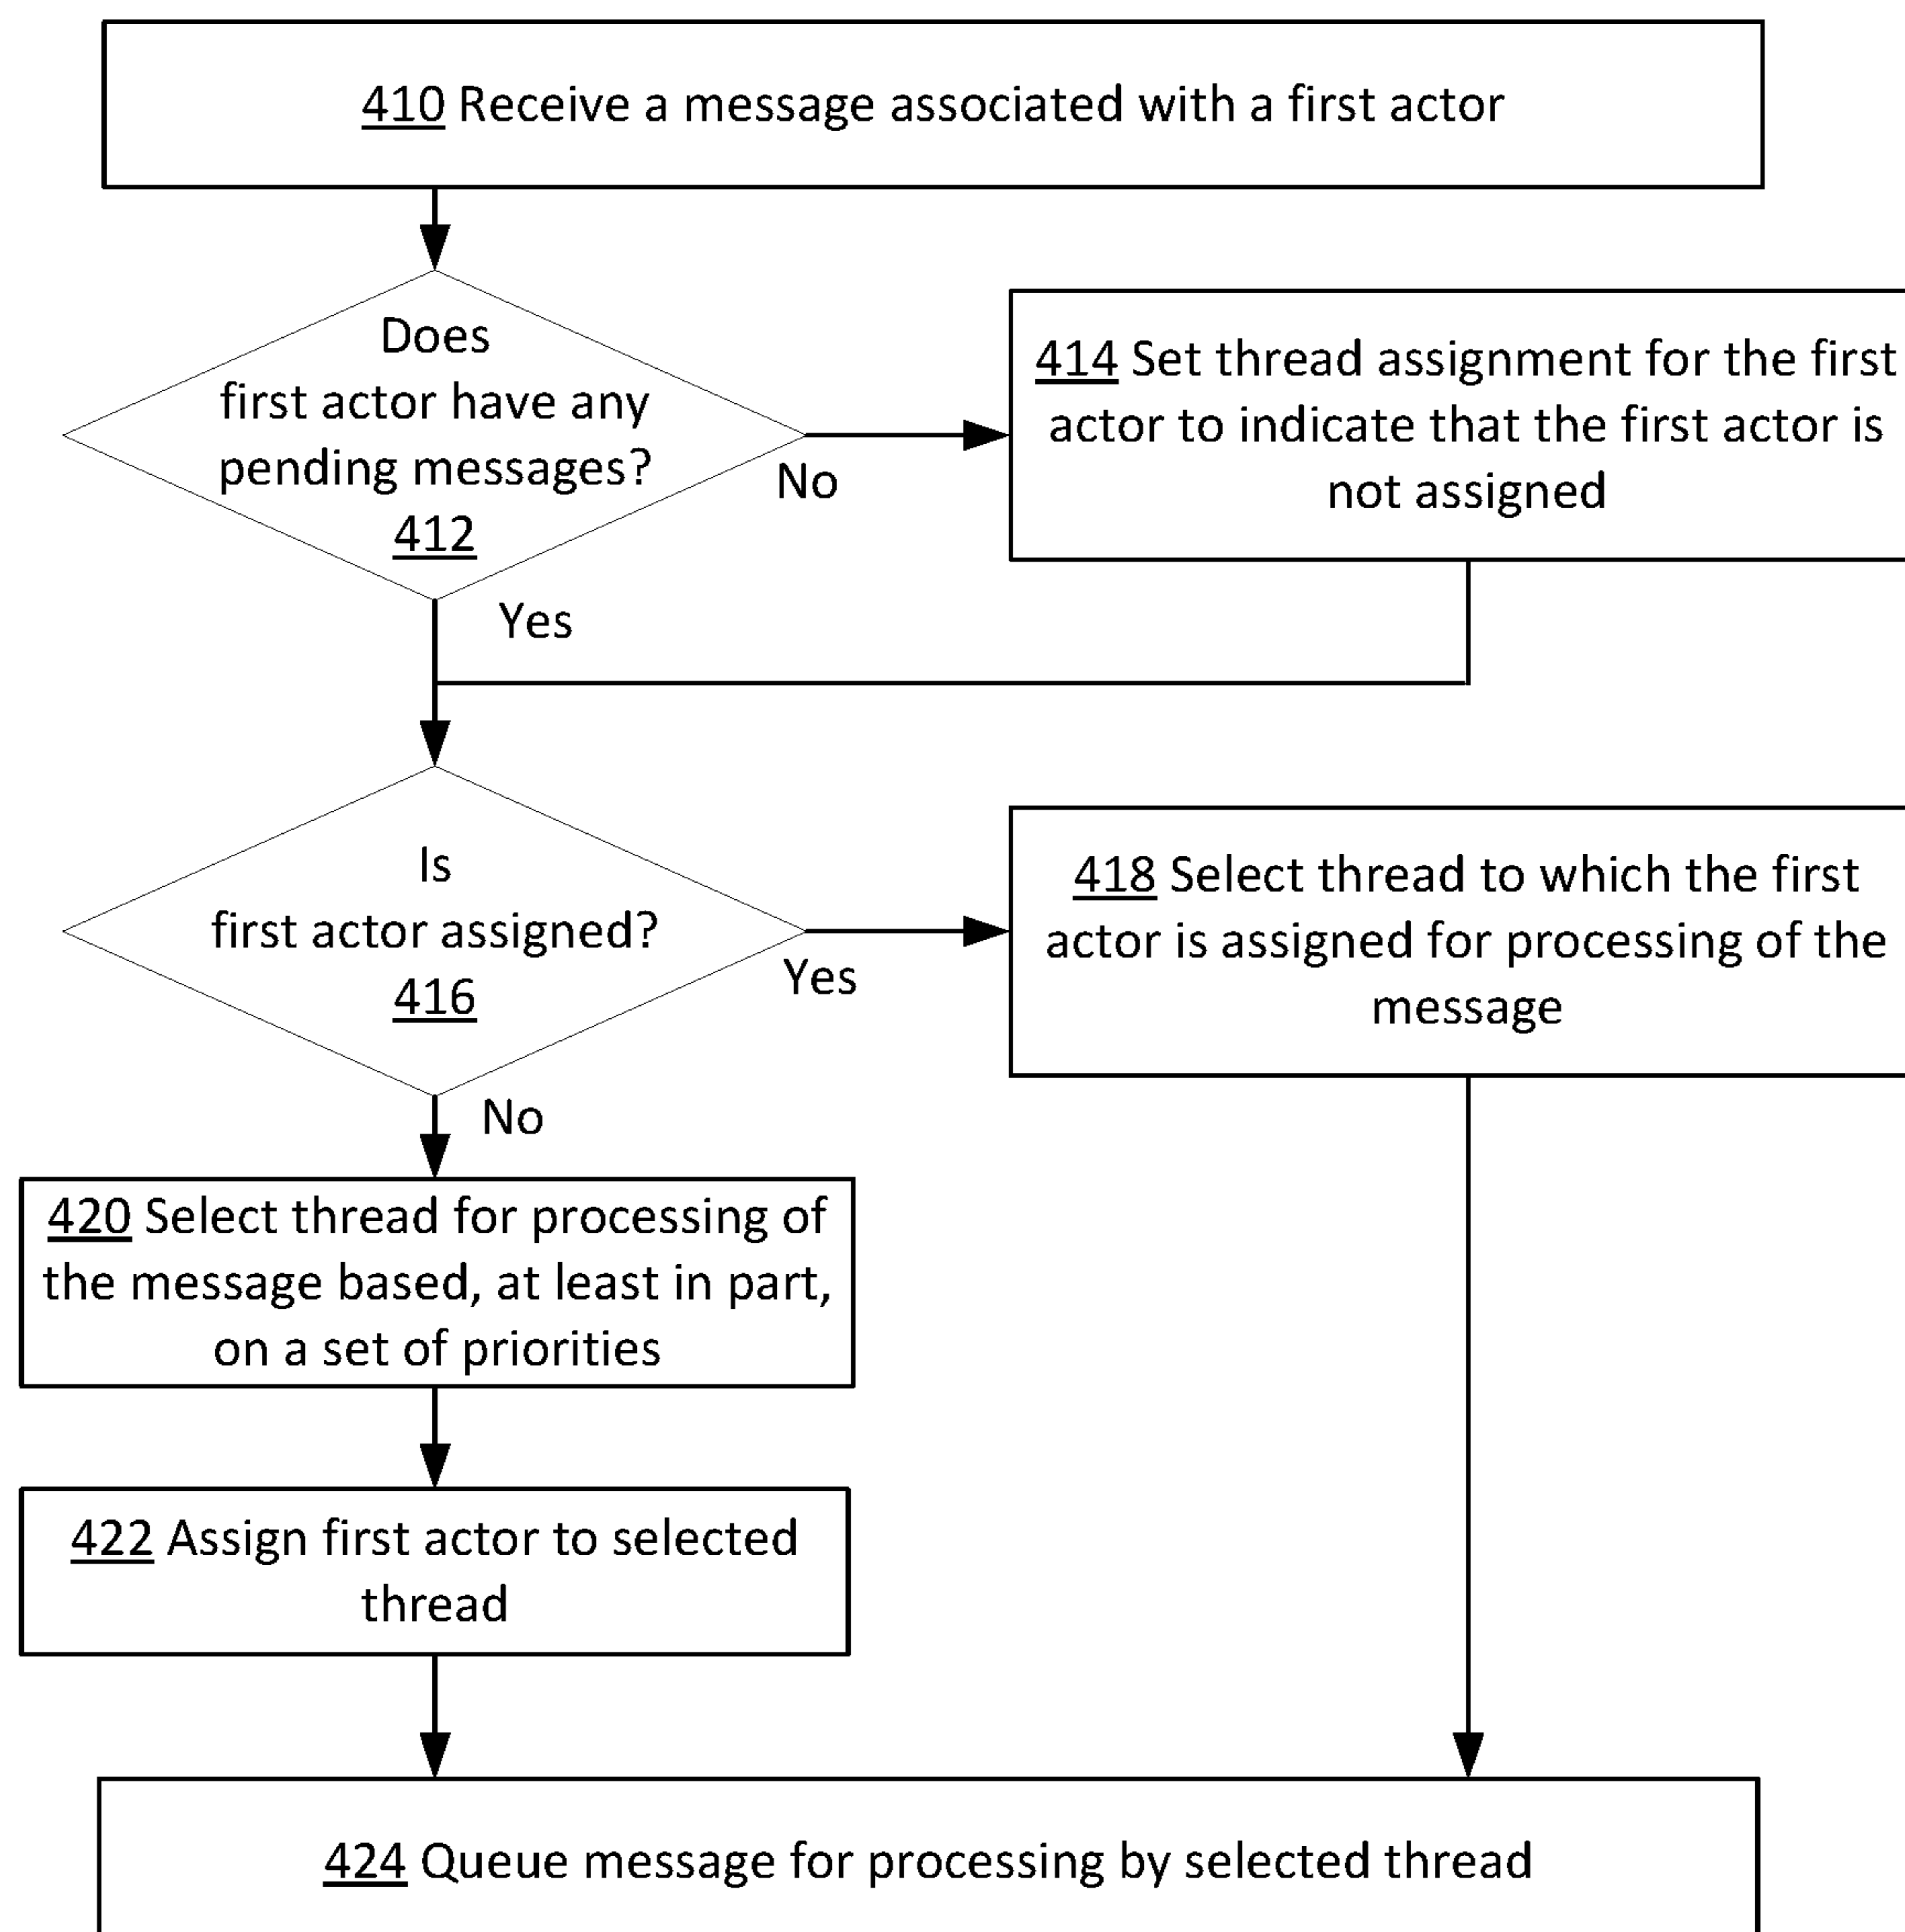 410 Receive a message associated with a first actor
Does
first actor have any
pending messages?
412
No
Yes
414 Set thread assignment for the first
actor to indicate that the first actor is
not assigned
Is
first actor assigned?
416
Yes
No
418 Select thread to which the first
actor is assigned for processing of the
message
420 Select thread for processing of
the message based, at least in part,
on a set of priorities
422 Assign first actor to selected
thread
424 Queue message for processing by selected thread